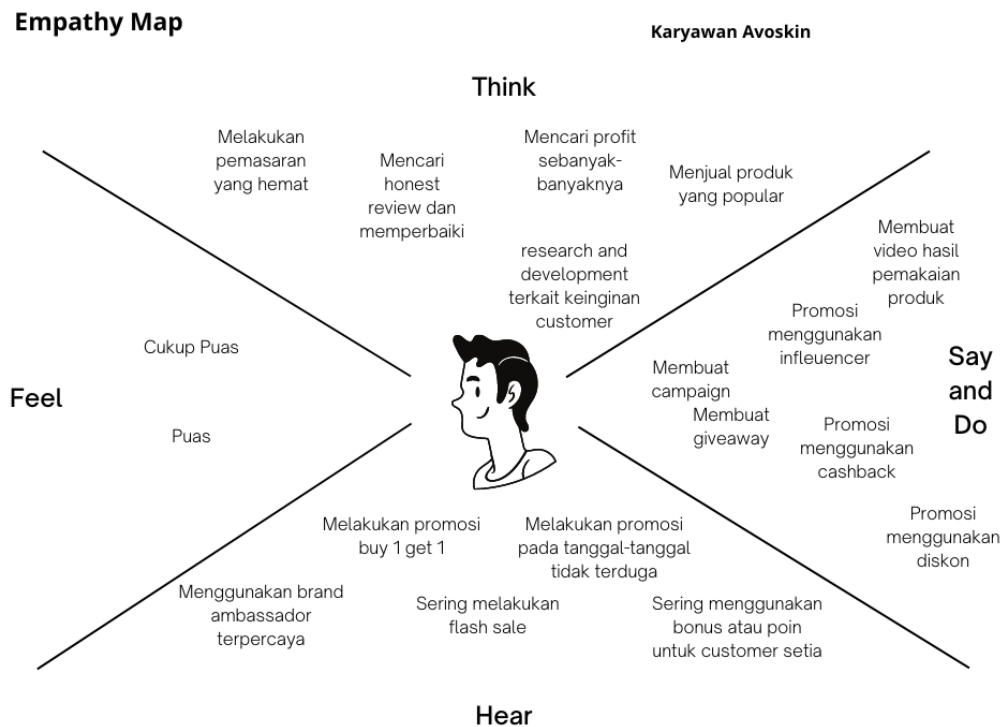 Empathy Map
Karyawan Avoskin
Think
Melakukan
pemasaran
yang hemat
Mencari
honest
review dan
memperbaiki
Mencari profit
sebanyak-
banyaknya
Menjual produk
yang popular
research and
development
terkait keinginan
customer
Feel
Cukup Puas
Puas
Say
and
Do
Membuat
video hasil
pemakaian
produk
Promosi
menggunakan
infleuencer
Membuat
campaign
Membuat
giveaway
Promosi
menggunakan
cashback
Promosi
menggunakan
diskon
Melakukan promosi
buy 1 get 1
Melakukan promosi
pada tanggal-tanggal
tidak terduga
Menggunakan brand
ambassador
terpercaya
Sering melakukan
flash sale
Sering menggunakan
bonus atau poin
untuk customer setia
Hear